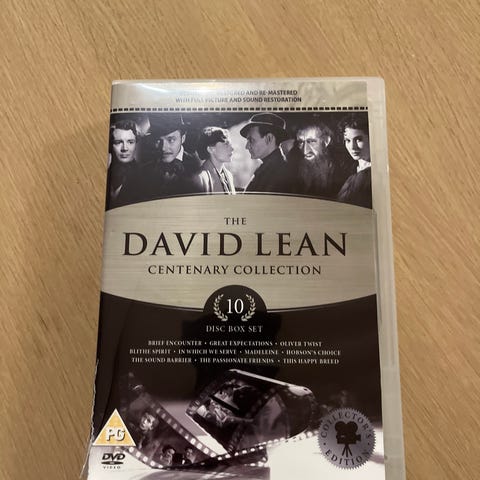 RESTORED AND RE-MASTERED
WITH FULL PICTURE AND SOUND RESTORATION
THE
DAVID LEAN
CENTENARY COLLECTION
10
DISC BOX SET
BRIEF ENCOUNTER • GREAT EXPECTATIONS • OLIVER TWIST
BLITHE SPIRIT • IN WHICH WE SERVE • MADELEINE • HOBSON'S CHOICE
THE SOUND BARRIER • THE PASSIONATE FRIENDS • THIS HAPPY BREED
PG
DVD
VIDEO
COLLECTOR'S
EDITION